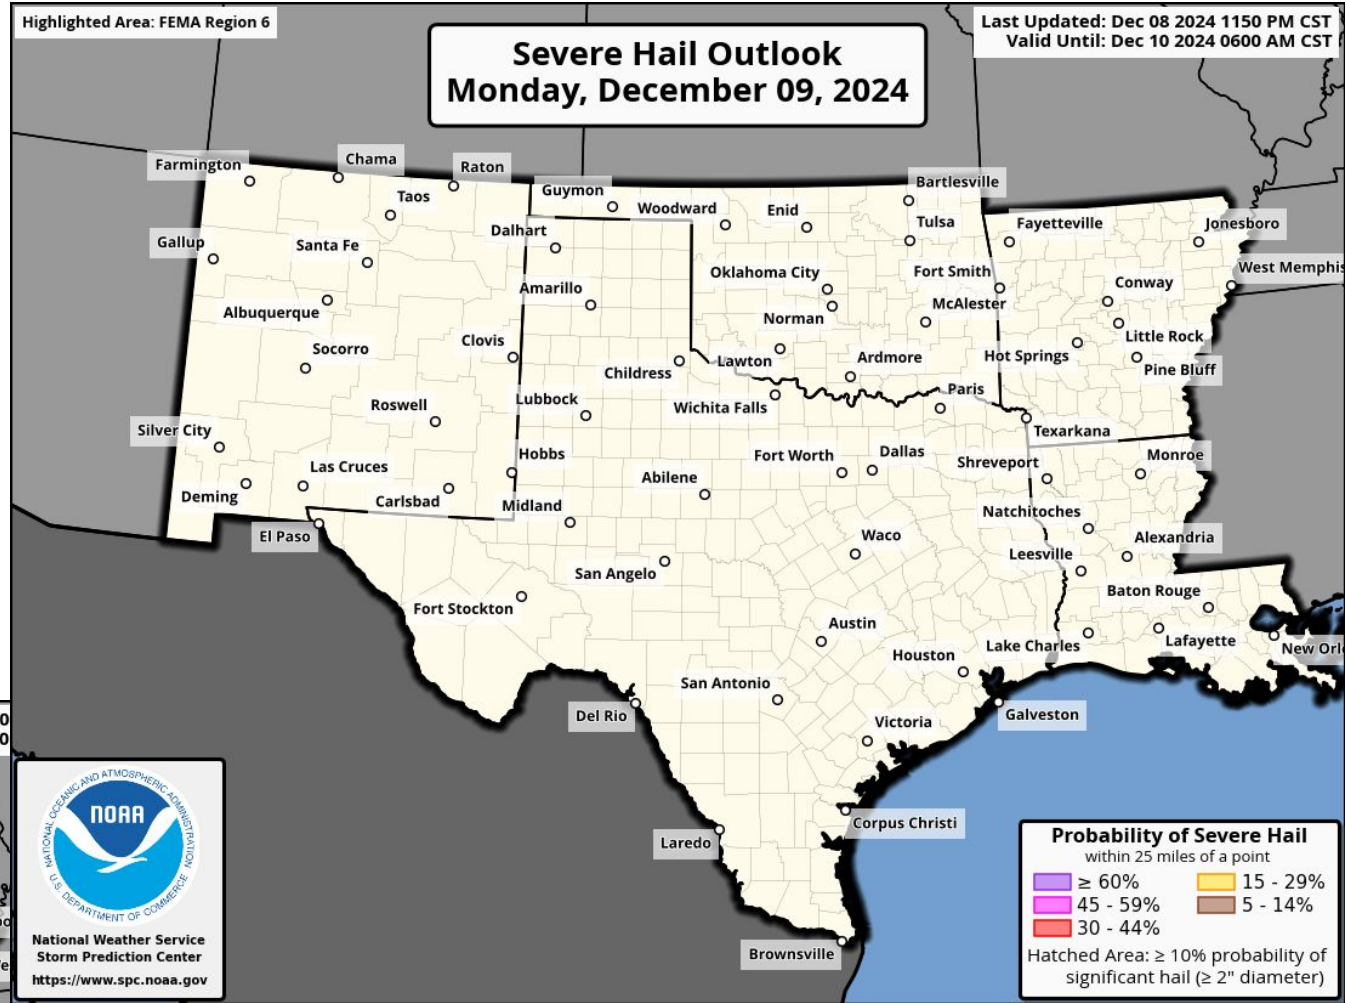 Highlighted Area: FEMA Region 6
Last Updated: Dec 08 2024 1150 PM CST
Valid Until: Dec 10 2024 0600 AM CST
Severe Hail Outlook
Monday, December 09, 2024
Farmington
Chama
Raton
Guymon
Bartlesville
Taos
Woodward
Enid
Tulsa
Fayetteville
Jonesboro
Gallup
Santa Fe
Dalhart
Oklahoma City
Fort Smith
West Memphis
Albuquerque
Amarillo
Norman
McAlester
Conway
Socorro
Clovis
Childress
Lawton
Ardmore
Hot Springs
Little Rock
Pine Bluff
Silver City
Roswell
Lubbock
Wichita Falls
Paris
Texarkana
Las Cruces
Hobbs
Abilene
Fort Worth
Dallas
Shreveport
Monroe
Deming
Carlsbad
Midland
Natchitoches
El Paso
Waco
Leesville
Alexandria
San Angelo
Fort Stockton
Baton Rouge
Austin
Houston
Lake Charles
Lafayette
New Orl
San Antonio
Del Rio
Victoria
Galveston
Laredo
Corpus Christi
Brownsville
NATIONAL OCEANIC AND ATMOSPHERIC ADMINISTRATION
NOAA
U.S. DEPARTMENT OF COMMERCE
National Weather Service
Storm Prediction Center
https://www.spc.noaa.gov
Probability of Severe Hail
within 25 miles of a point
≥ 60%
15 - 29%
45 - 59%
5 - 14%
30 - 44%
Hatched Area: ≥ 10% probability of
significant hail (≥ 2" diameter)